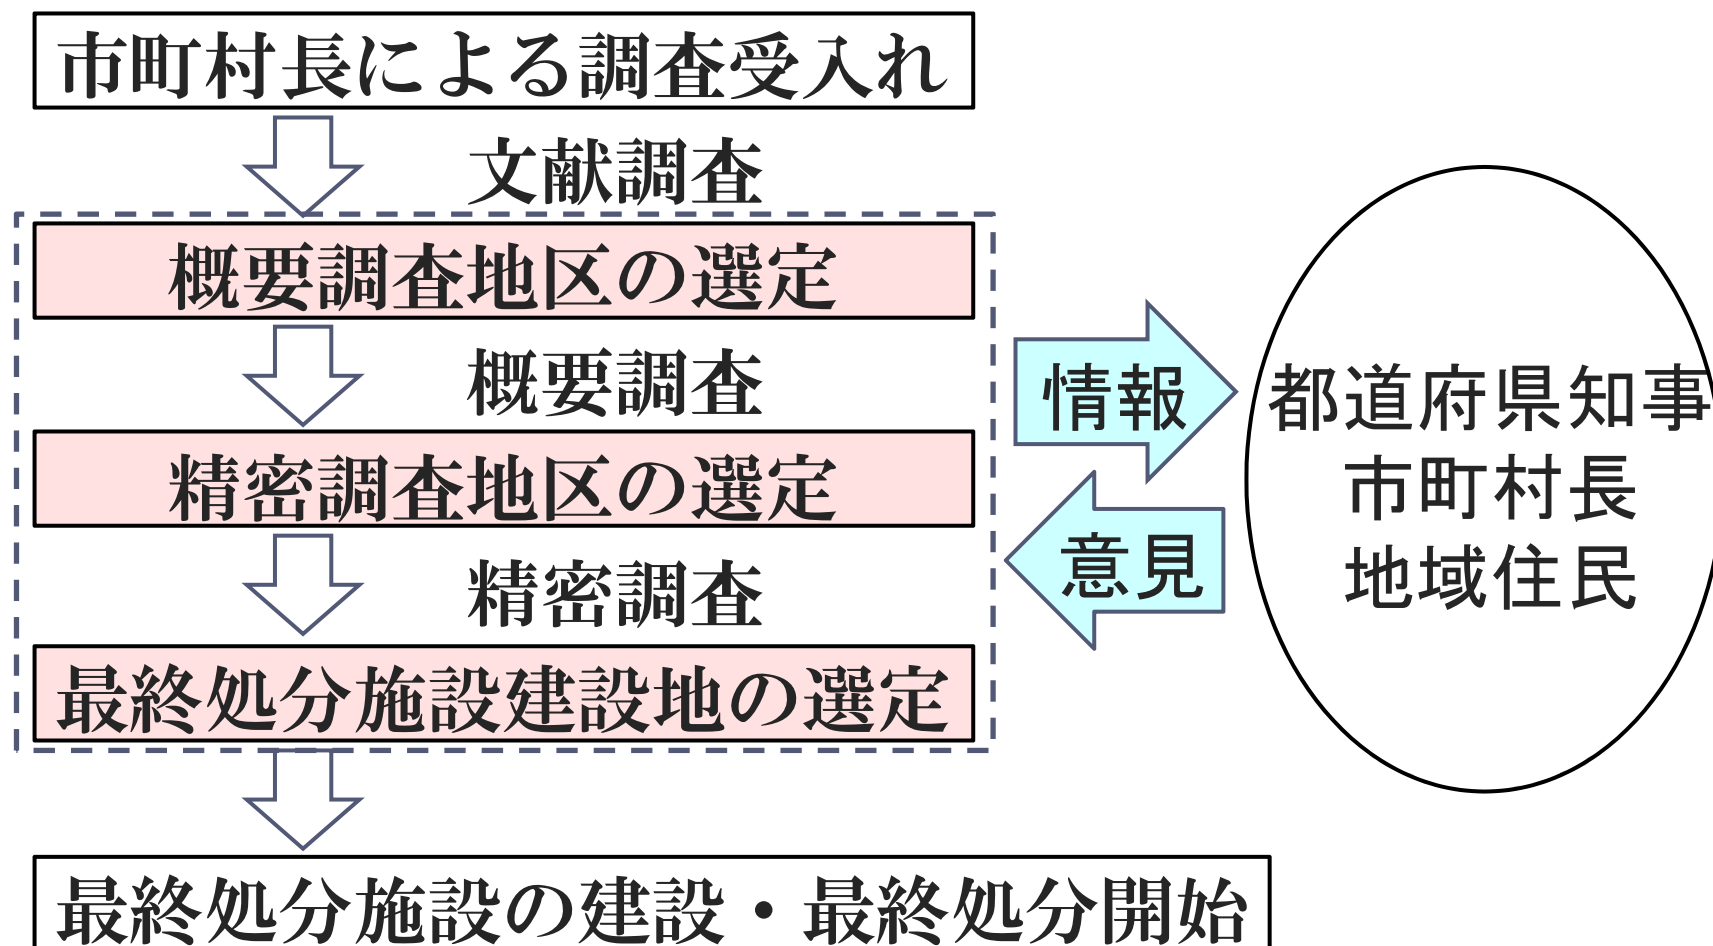 市町村長による調査受入れ
文献調査
概要調査地区の選定
概要調査
精密調査地区の選定
精密調査
最終処分施設建設地の選定
最終処分施設の建設・最終処分開始
情報
意見
都道府県知事
市町村長
地域住民